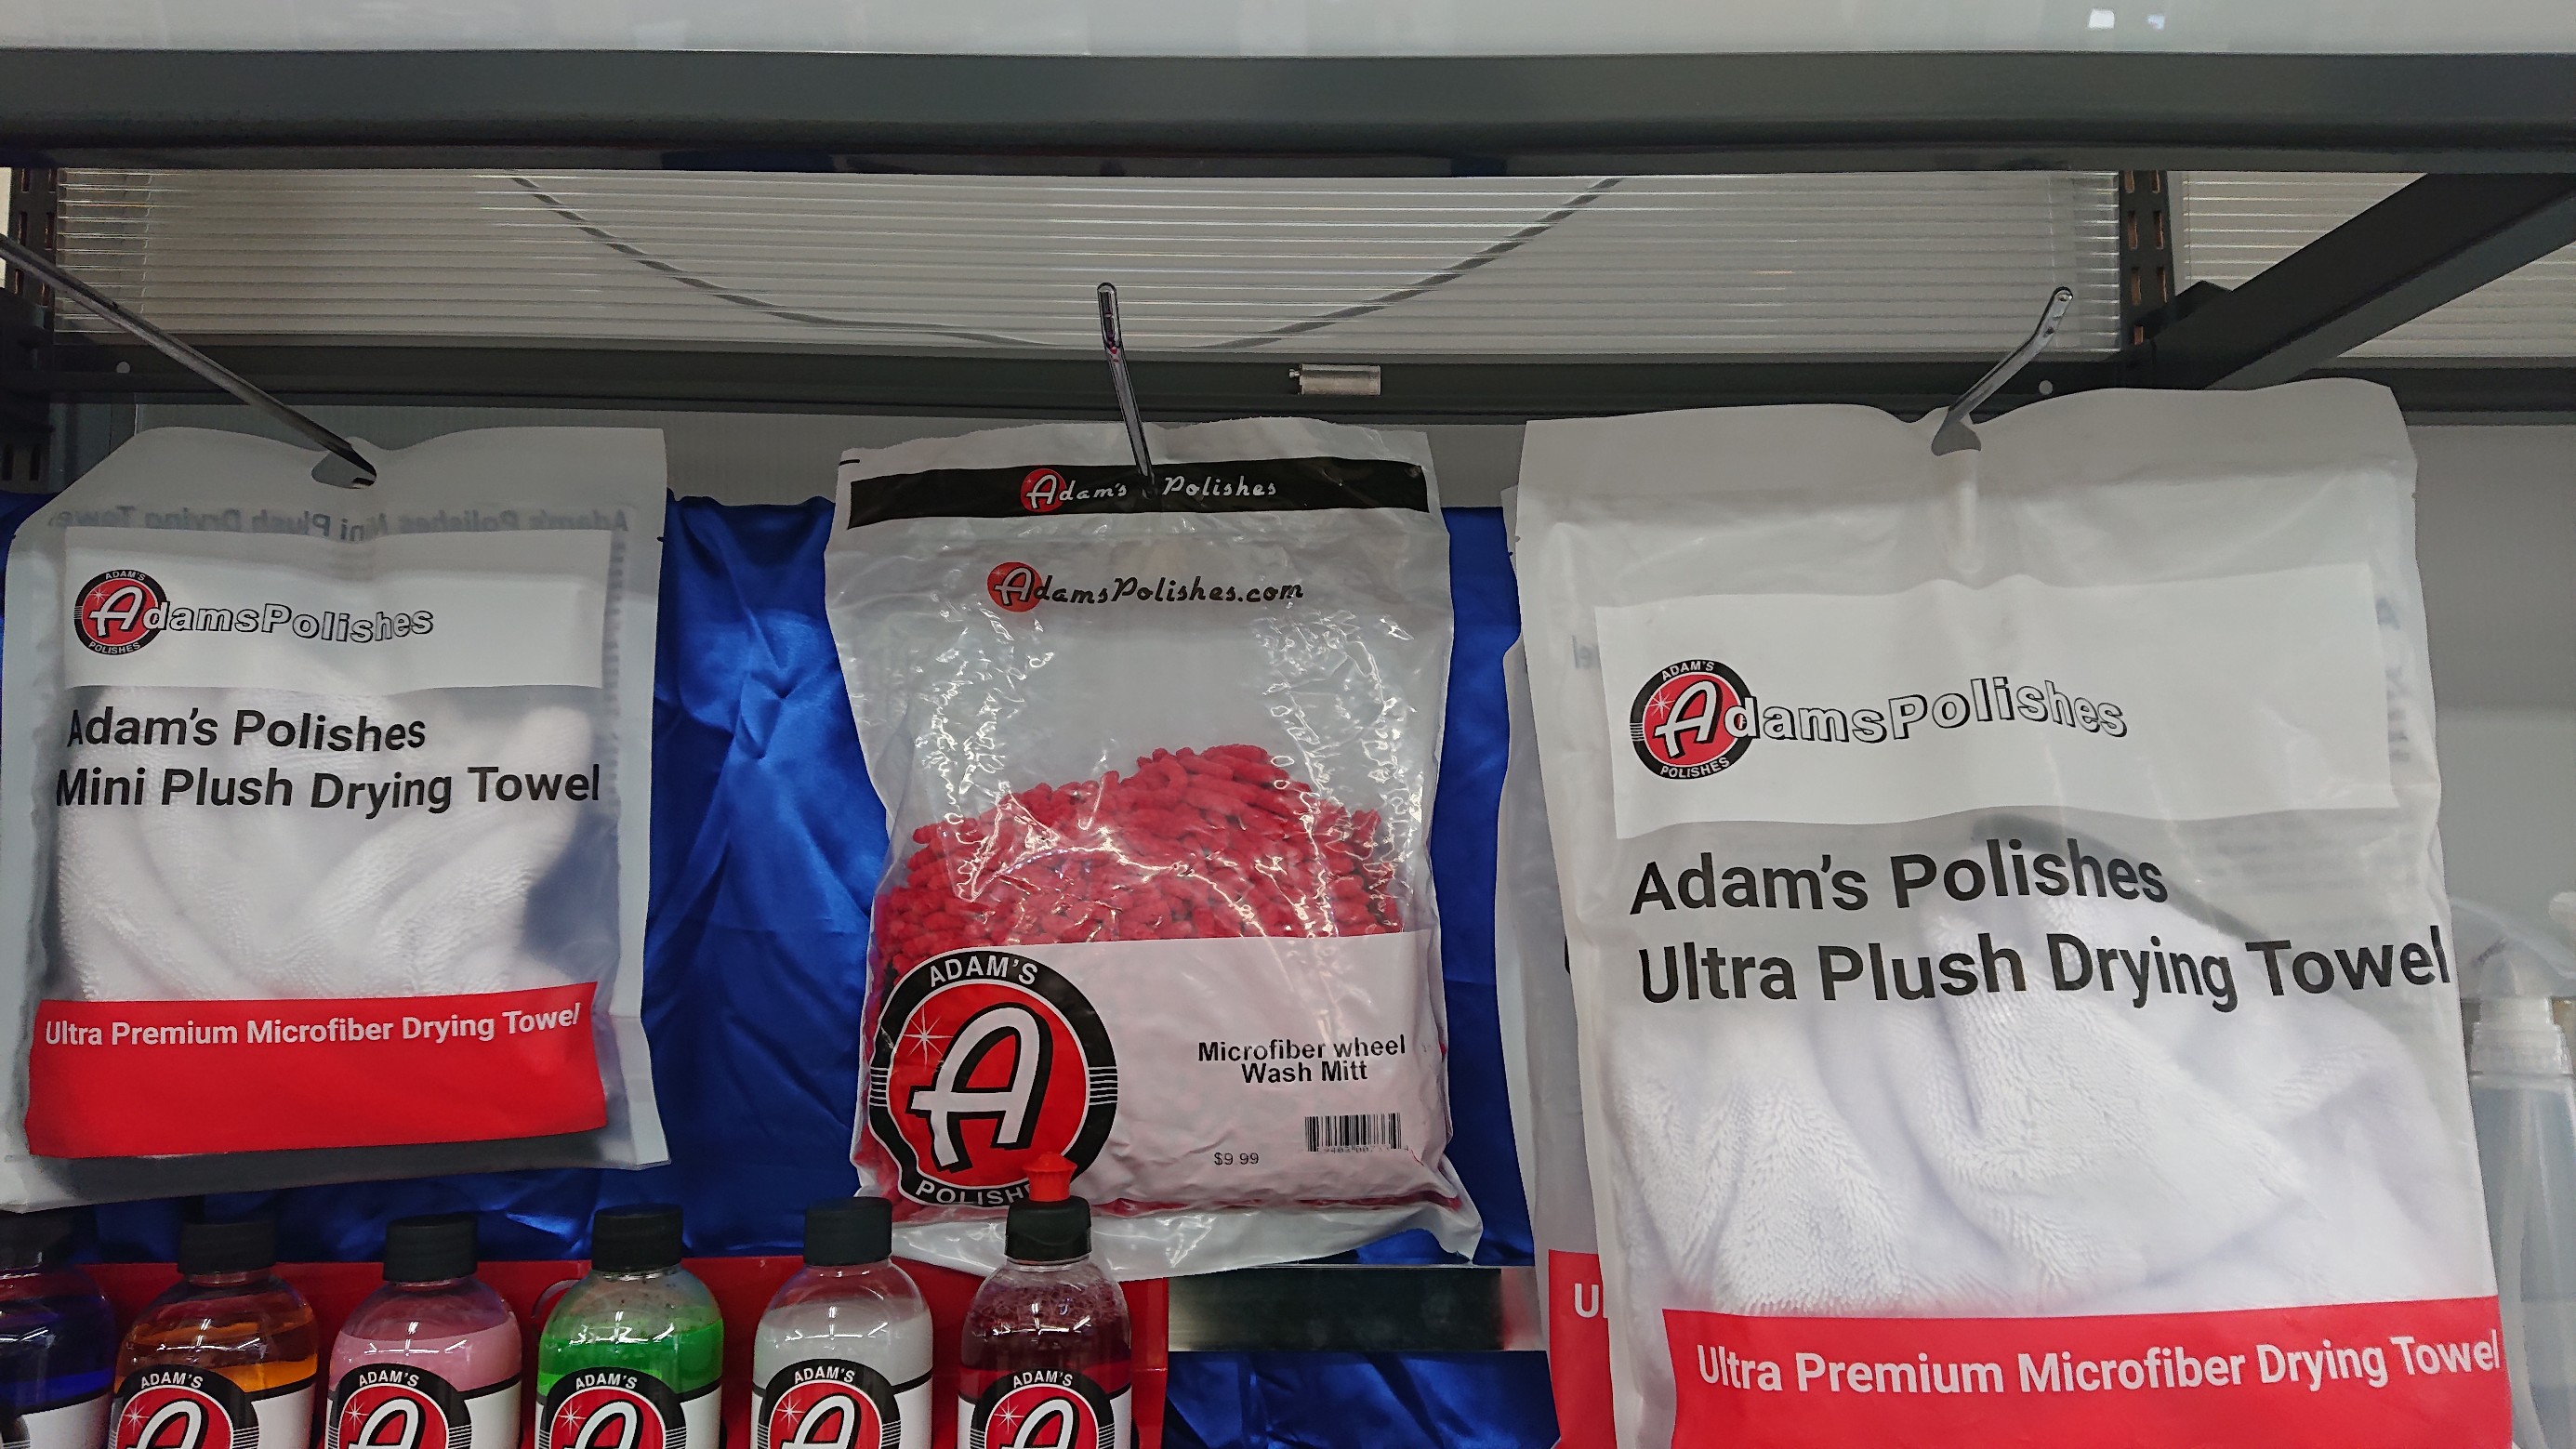 ADAM'S
AdamsPolishes
POLISHES
Adam's Polishes
Mini Plush Drying Towel
Ultra Premium Microfiber Drying Towel
Adam's Polishes
AdamsPolishes.com
ADAM'S
A
Microfiber wheel
Wash Mitt
$9.99
ADAM'S
AdamsPolishes
POLISHES
Adam's Polishes
Ultra Plush Drying Towel
Ultra Premium Microfiber Drying Towel
ADAM'S
A
ADAM'S
A
ADAM'S
A
ADAM'S
A
ADAM'S
A